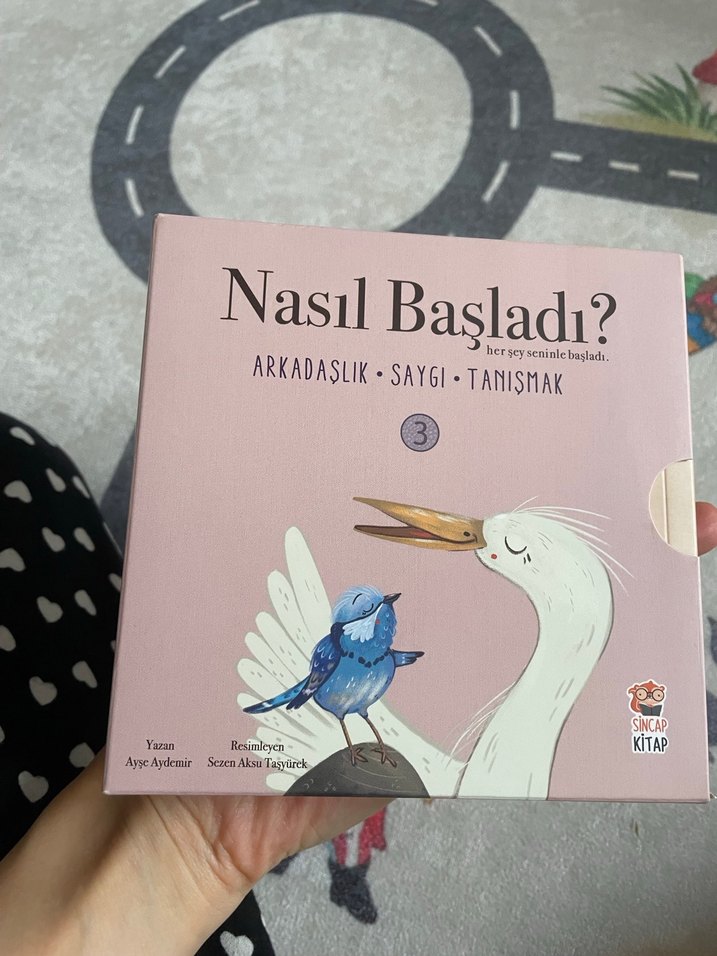 Nasıl Başladı?
her şey seninle başladı.
ARKADAŞLIK • SAYGI • TANIŞMAK
3
SİNCAP
KİTAP
Yazan
Ayşe Aydemir
Resimleyen
Sezen Aksu Taşyürek